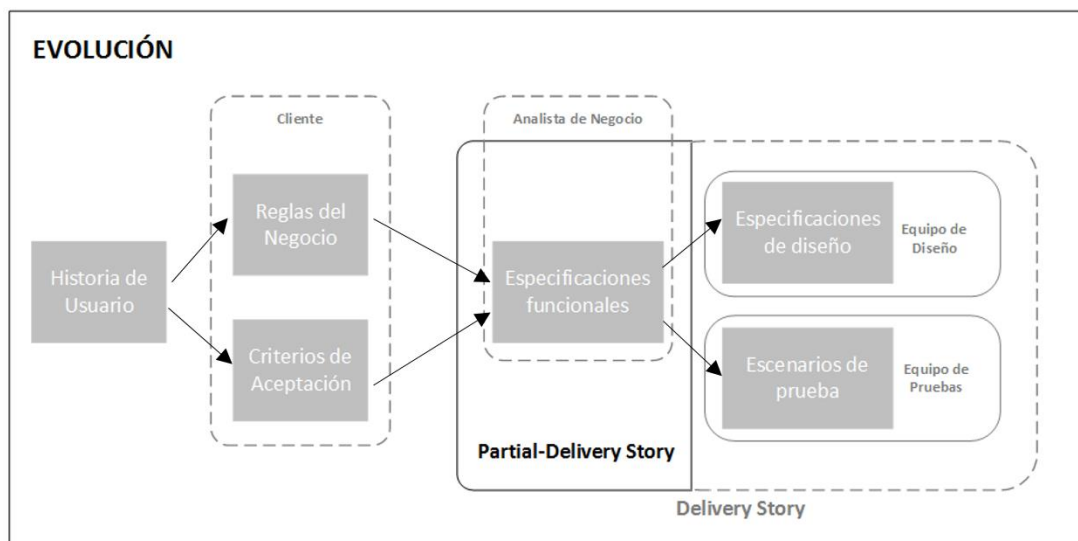 EVOLUCIÓN
Cliente
Analista de Negocio
Reglas del
Negocio
Especificaciones
de diseño
Equipo de
Diseño
Historia de
Usuario
Especificaciones
funcionales
Criterios de
Aceptación
Escenarios de
prueba
Equipo de
Pruebas
Partial-Delivery Story
Delivery Story